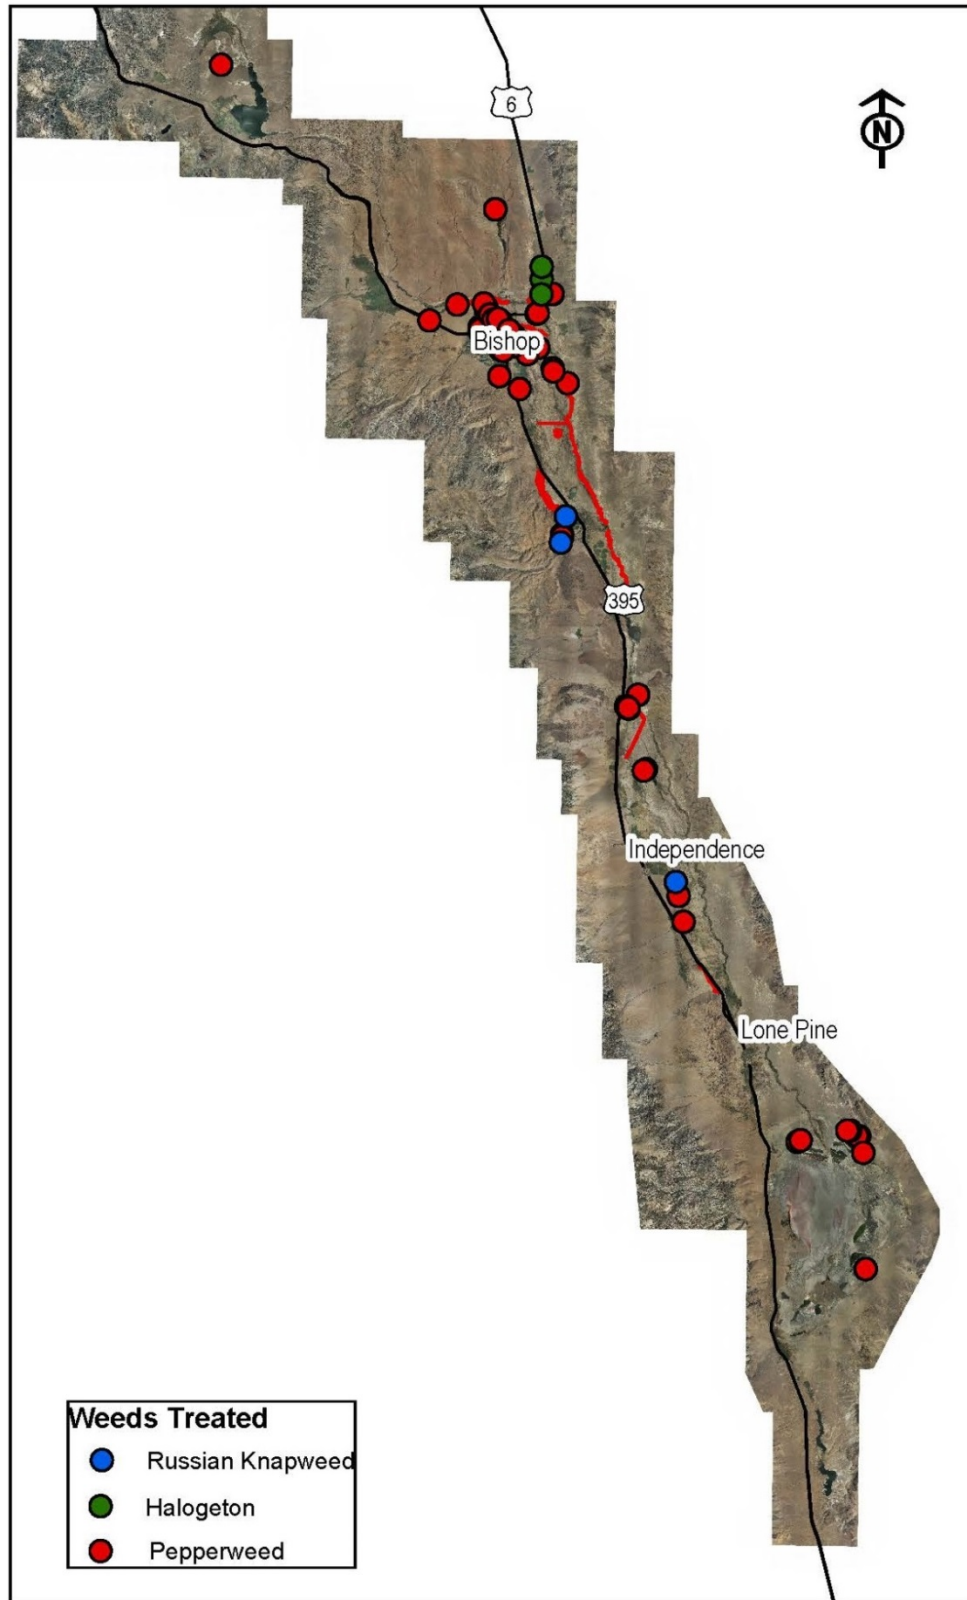 6
N
Bishop
395
Independence
Lone Pine
Weeds Treated
Russian Knapweed
Halogeton
Pepperweed